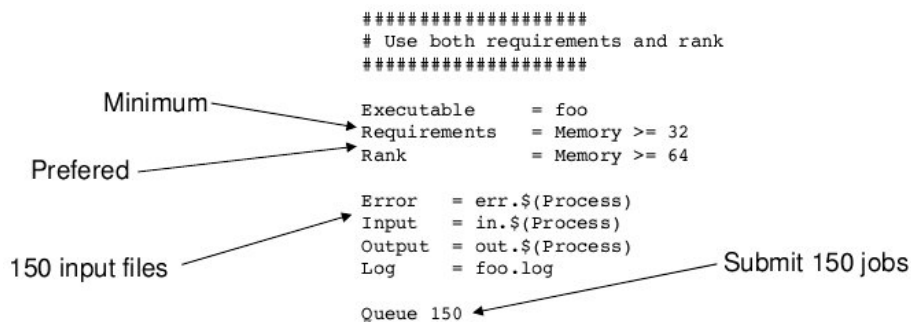 ####################
# Use both requirements and rank
####################
Minimum
Executable = foo
Requirements = Memory >= 32
Rank = Memory >= 64
Prefered
Error = err.$(Process)
Input = in.$(Process)
Output = out.$(Process)
Log = foo.log
150 input files
Submit 150 jobs
Queue 150